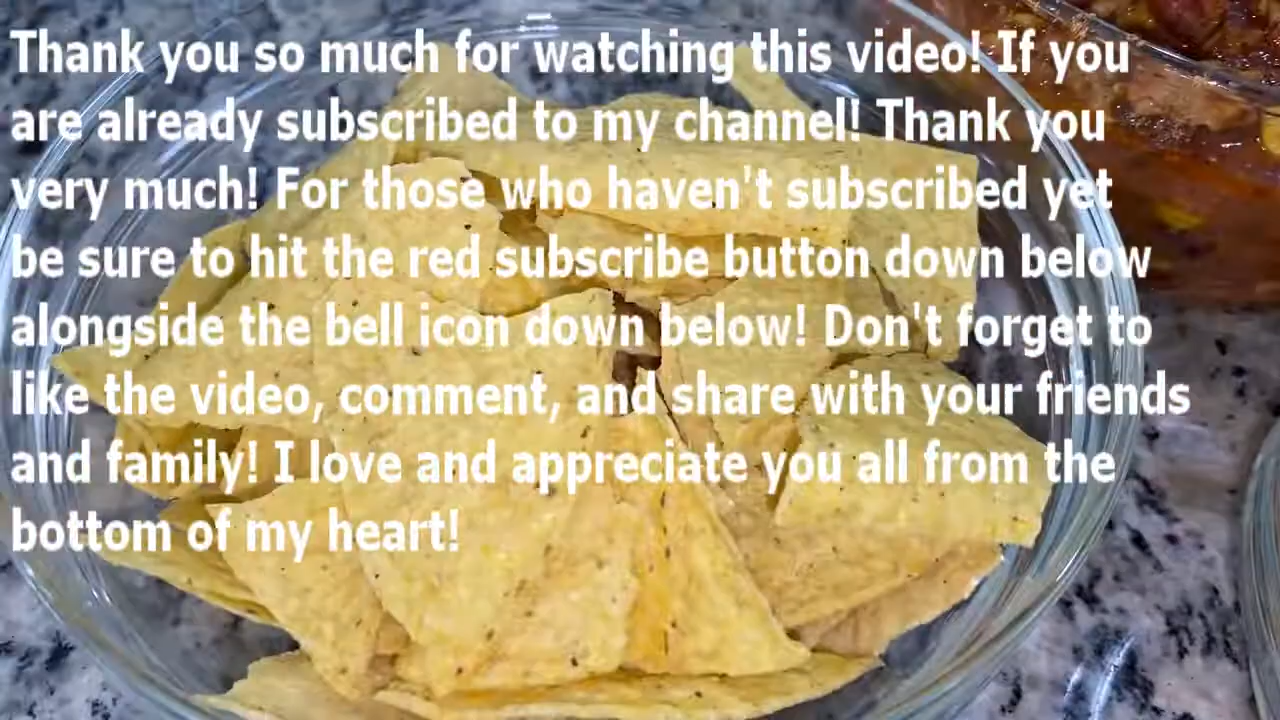 Thank you so much for watching this video! If you
are already subscribed to my channel! Thank you
very much! For those who haven't subscribed yet
be sure to hit the red subscribe button down below
alongside the bell icon down below! Don't forget to
like the video, comment, and share with your friends
and family! I love and appreciate you all from the
bottom of my heart!